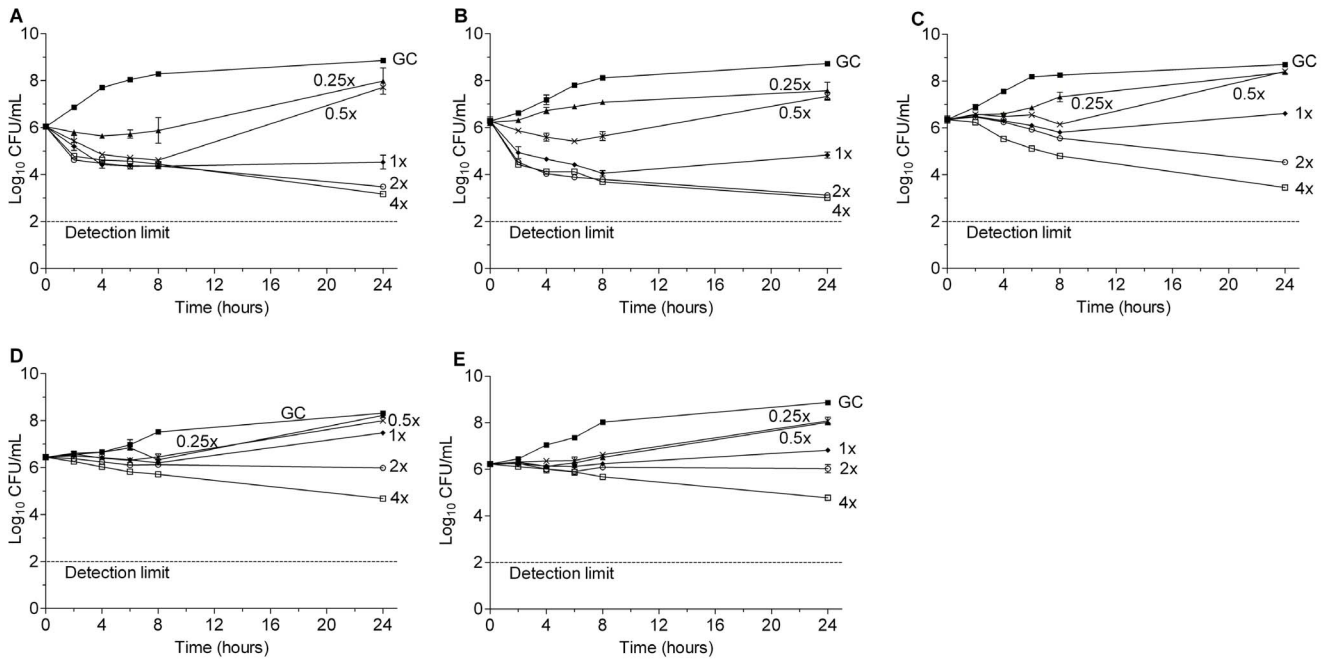 A
10
8
6
4
2
0
Log10 CFU/mL
GC
0.25x
0.5x
1x
2x
4x
Detection limit
0 4 8 12 16 20 24
Time (hours)
B
10
8
6
4
2
0
Log10 CFU/mL
GC
0.25x
0.5x
1x
2x
4x
Detection limit
0 4 8 12 16 20 24
Time (hours)
C
10
8
6
4
2
0
Log10 CFU/mL
GC
0.25x
0.5x
1x
2x
4x
Detection limit
0 4 8 12 16 20 24
Time (hours)
D
10
8
6
4
2
0
Log10 CFU/mL
GC
0.5x
0.25x
1x
2x
4x
Detection limit
0 4 8 12 16 20 24
Time (hours)
E
10
8
6
4
2
0
Log10 CFU/mL
GC
0.25x
0.5x
1x
2x
4x
Detection limit
0 4 8 12 16 20 24
Time (hours)